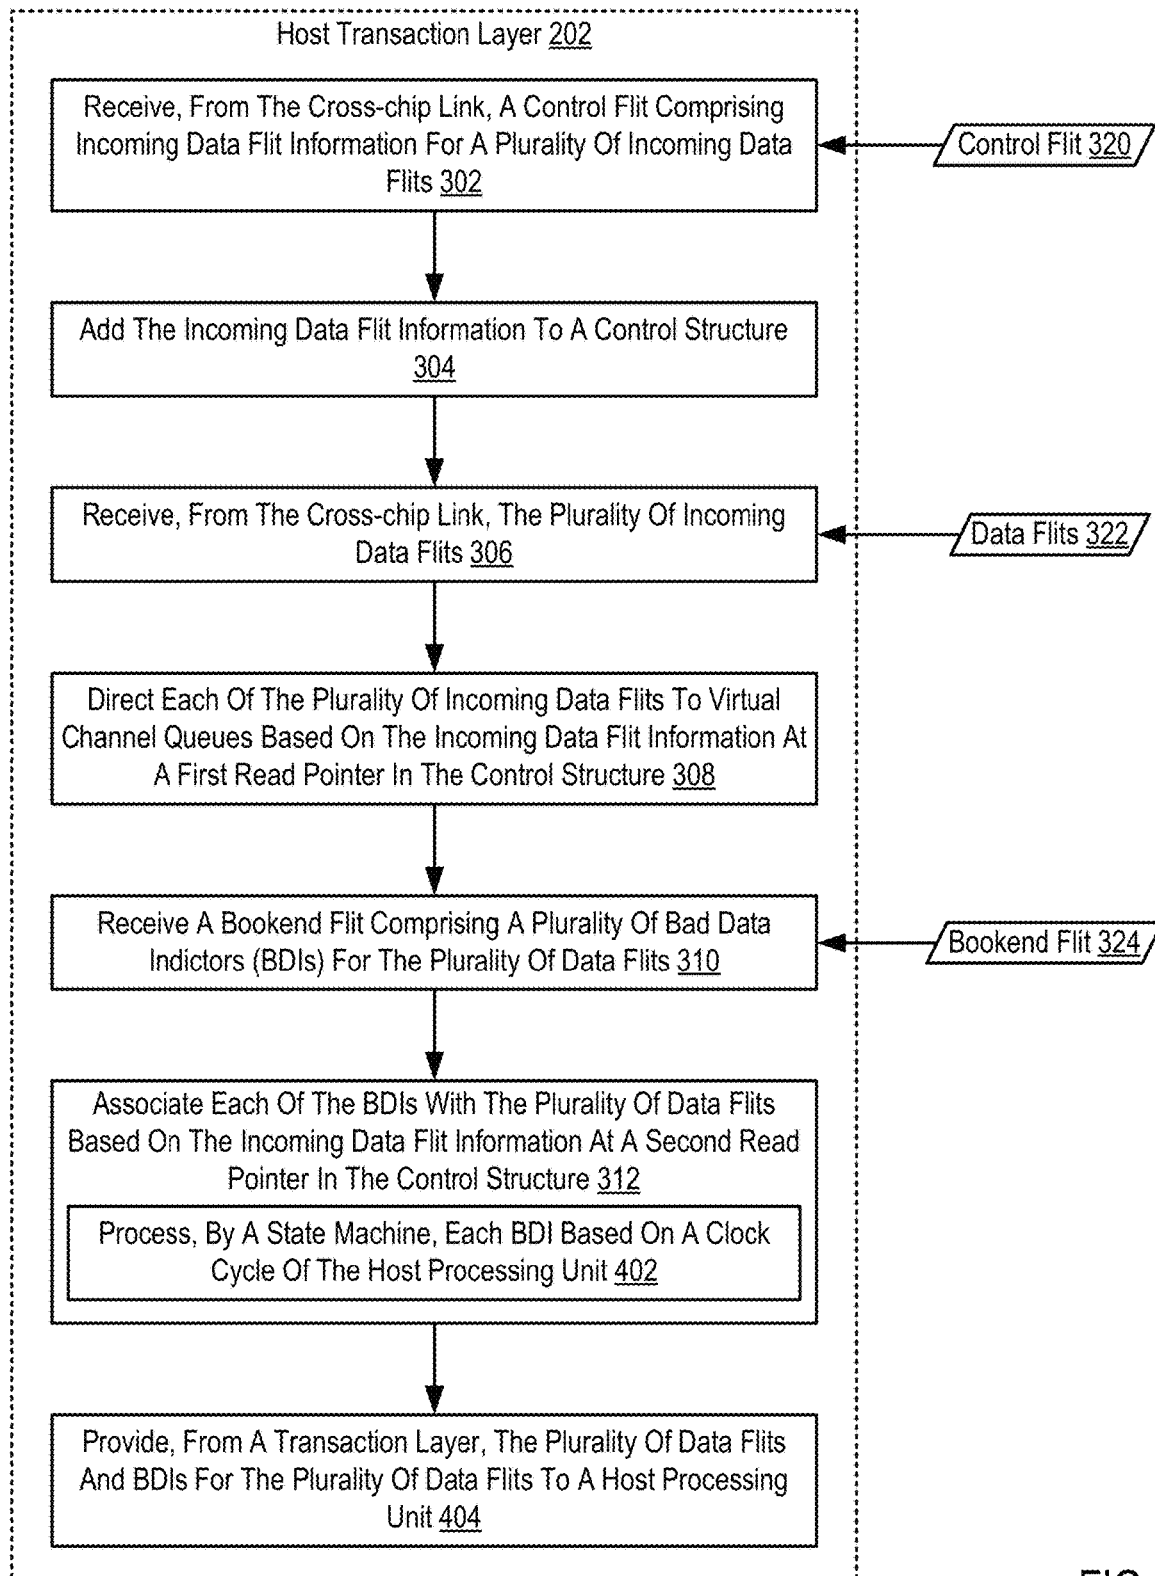 Host Transaction Layer 202
Receive, From The Cross-chip Link, A Control Flit Comprising
Incoming Data Flit Information For A Plurality Of Incoming Data
Flits 302
Control Flit 320
Add The Incoming Data Flit Information To A Control Structure
304
Receive, From The Cross-chip Link, The Plurality Of Incoming
Data Flits 306
Data Flits 322
Direct Each Of The Plurality Of Incoming Data Flits To Virtual
Channel Queues Based On The Incoming Data Flit Information At
A First Read Pointer In The Control Structure 308
Receive A Bookend Flit Comprising A Plurality Of Bad Data
Indictors (BDIs) For The Plurality Of Data Flits 310
Bookend Flit 324
Associate Each Of The BDIs With The Plurality Of Data Flits
Based On The Incoming Data Flit Information At A Second Read
Pointer In The Control Structure 312
Process, By A State Machine, Each BDI Based On A Clock
Cycle Of The Host Processing Unit 402
Provide, From A Transaction Layer, The Plurality Of Data Flits
And BDIs For The Plurality Of Data Flits To A Host Processing
Unit 404